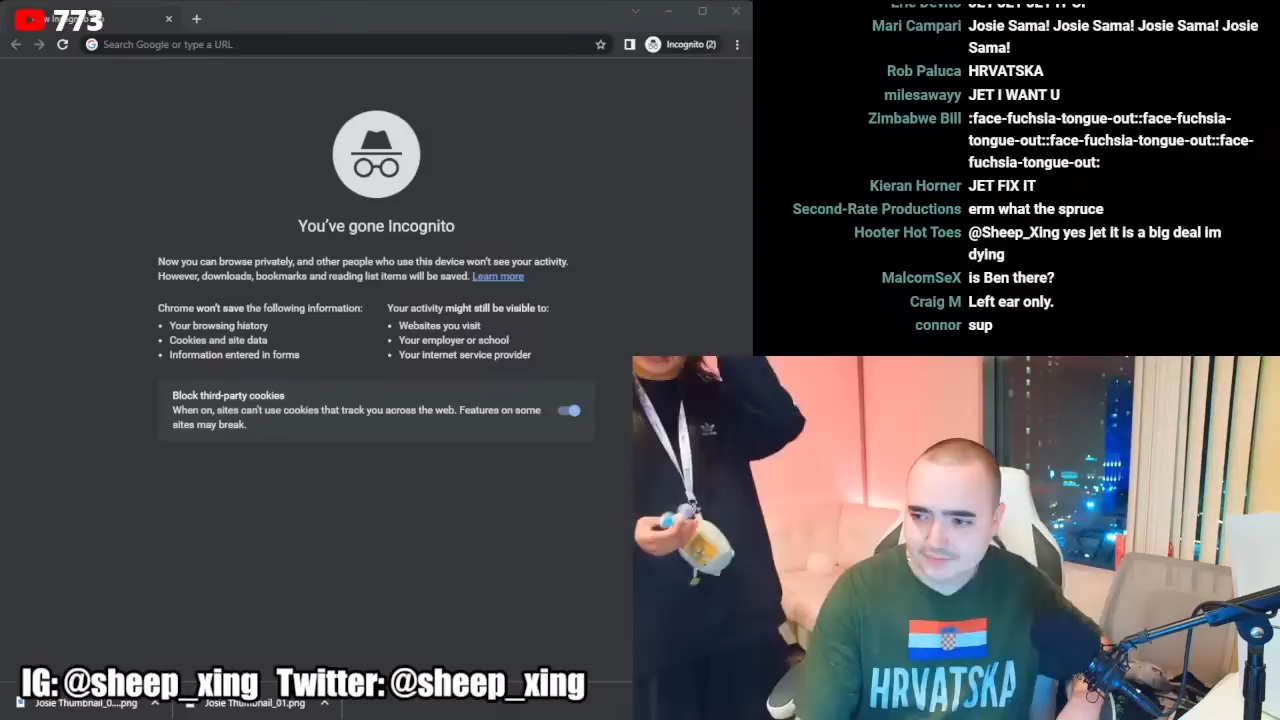 773
w Incognito
Search Google or type a URL
Incognito (2)
You've gone Incognito
Now you can browse privately, and other people who use this device won't see your activity.
However, downloads, bookmarks and reading list items will be saved. Learn more
Chrome won't save the following information:
• Your browsing history
• Cookies and site data
• Information entered in forms
Your activity might still be visible to:
• Websites you visit
• Your employer or school
• Your internet service provider
Block third-party cookies
When on, sites can't use cookies that track you across the web. Features on some
sites may break.
IG: @sheep_xing Twitter: @sheep_xing
Josie Thumbnail_0....png
Josie Thumbnail_01.png
Eric Devito
Mari Campari Josie Sama! Josie Sama! Josie Sama! Josie
Sama!
Rob Paluca HRVATSKA
milesawayy JET I WANT U
Zimbabwe Bill :face-fuchsia-tongue-out::face-fuchsia-
tongue-out::face-fuchsia-tongue-out::face-
fuchsia-tongue-out:
Kieran Horner JET FIX IT
Second-Rate Productions erm what the spruce
Hooter Hot Toes @Sheep_Xing yes jet it is a big deal im
dying
MalcomSeX is Ben there?
Craig M Left ear only.
connor sup
HRVATSKA